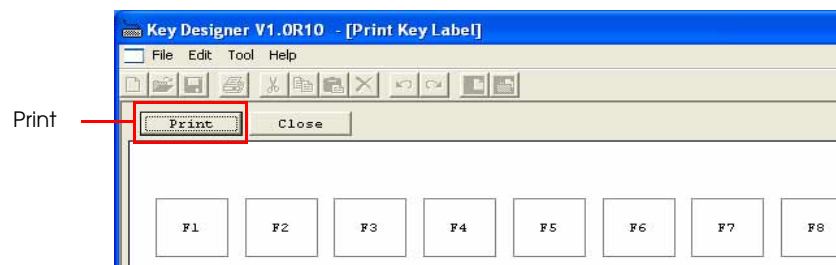 Key Designer V1.0R10 - [Print Key Label]
File Edit Tool Help
Print
Print Close
F1 F2 F3 F4 F5 F6 F7 F8